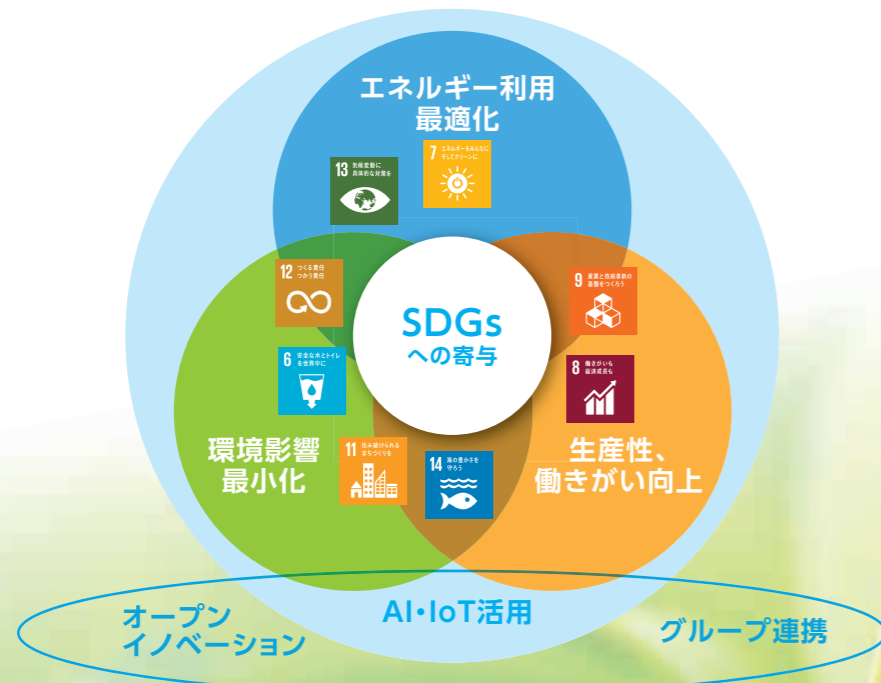 エネルギー利用
最適化
13 気候変動に
具体的な対策を
7 エネルギーをみんなに
そしてクリーンに
12 つくる責任
つかう責任
9 産業と技術革新の
基盤をつくろう
SDGs
への寄与
6 安全な水とトイレ
を世界中に
8 働きがいも
経済成長も
環境影響
最小化
11 住み続けられる
まちづくりを
14 海の豊かさを
守ろう
生産性、
働きがい向上
オープン
イノベーション
AI・IoT活用
グループ連携